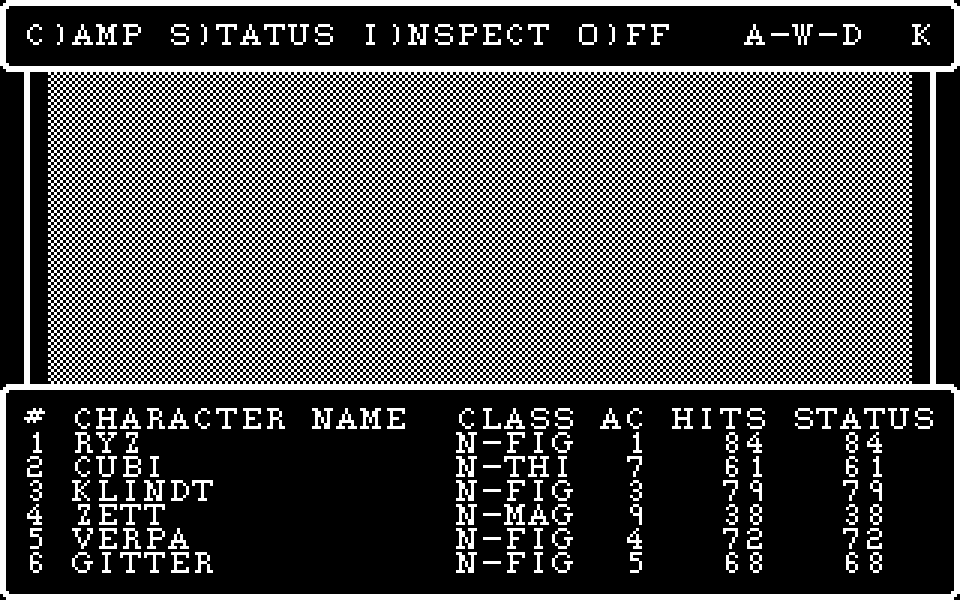 C)AMP S)TATUS I)NSPECT O)FF A-W-D K
# CHARACTER NAME CLASS AC HITS STATUS
1 RYZ N-FIG 1 84 84
2 CUBI N-THI 7 61 61
3 KLINDT N-FIG 3 79 79
4 ZETT N-MAG 9 38 38
5 VERPA N-FIG 4 72 72
6 GITTER N-FIG 5 68 68